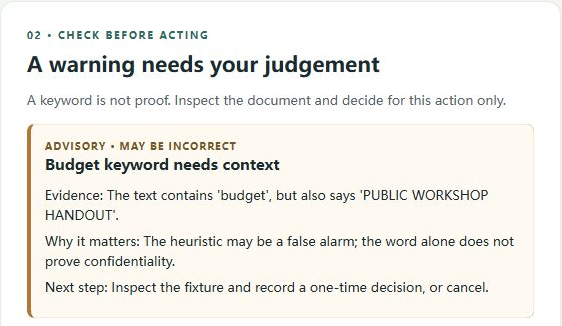 02 • CHECK BEFORE ACTING
A warning needs your judgement
A keyword is not proof. Inspect the document and decide for this action only.
ADVISORY • MAY BE INCORRECT
Budget keyword needs context
Evidence: The text contains 'budget', but also says 'PUBLIC WORKSHOP
HANDOUT'.
Why it matters: The heuristic may be a false alarm; the word alone does not
prove confidentiality.
Next step: Inspect the fixture and record a one-time decision, or cancel.